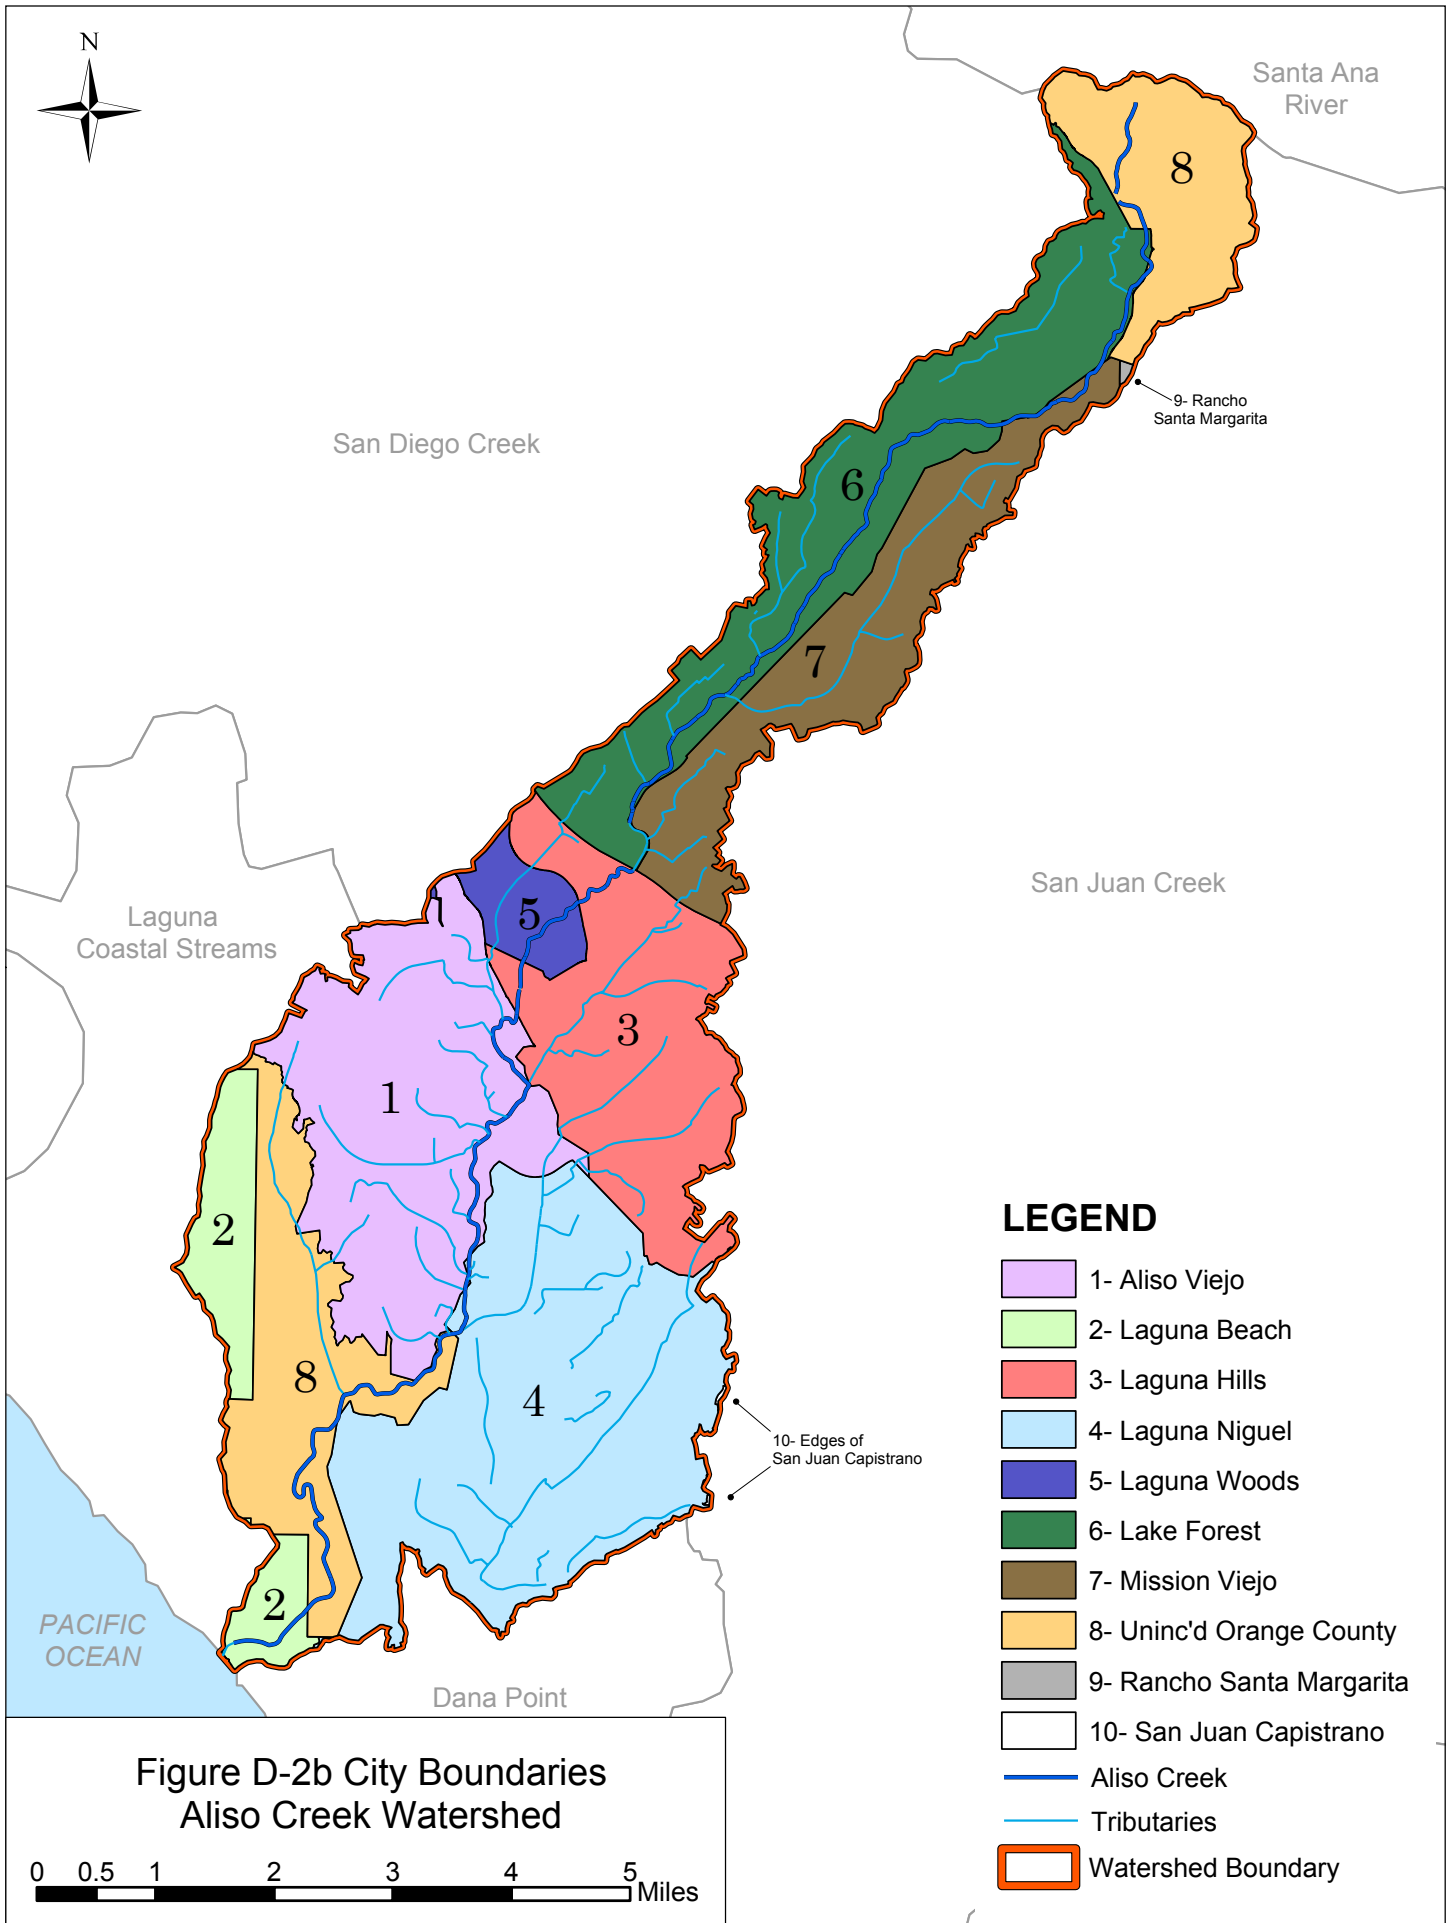 N
Santa Ana
River
8
9- Rancho
Santa Margarita
San Diego Creek
6
7
San Juan Creek
Laguna
Coastal Streams
5
3
1
2
8
4
10- Edges of
San Juan Capistrano
2
PACIFIC
OCEAN
Dana Point
LEGEND
1- Aliso Viejo
2- Laguna Beach
3- Laguna Hills
4- Laguna Niguel
5- Laguna Woods
6- Lake Forest
7- Mission Viejo
8- Uninc'd Orange County
9- Rancho Santa Margarita
10- San Juan Capistrano
Aliso Creek
Tributaries
Watershed Boundary
Figure D-2b City Boundaries
Aliso Creek Watershed
0 0.5 1 2 3 4 5
Miles